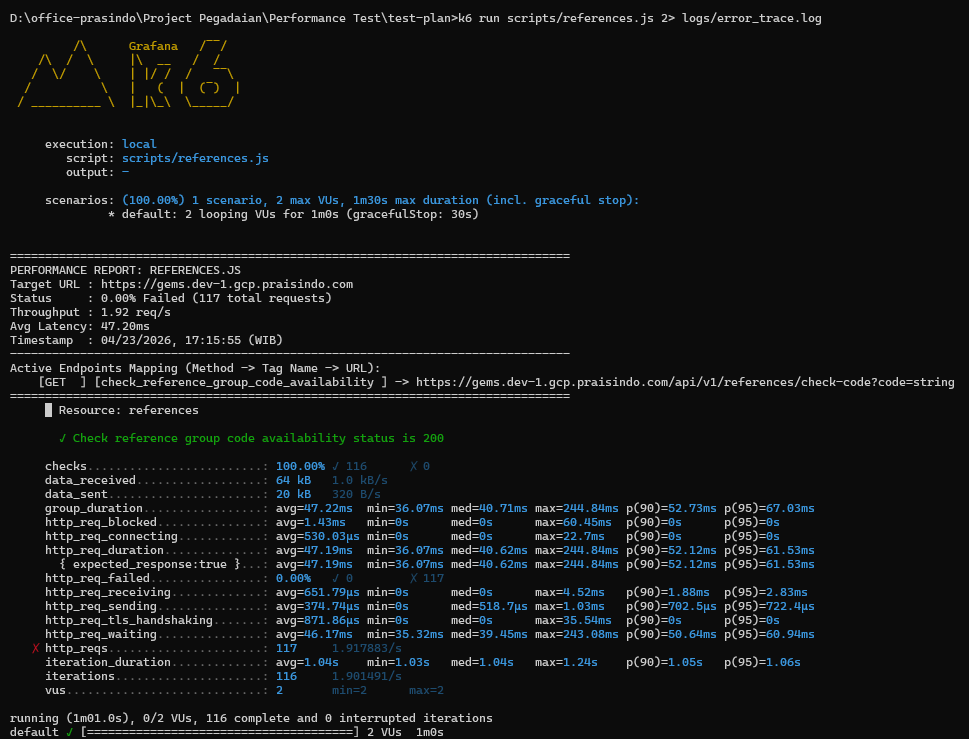 D:\office-prasindo\Project Pegadaian\Performance Test\test-plan>k6 run scripts/references.js 2> logs/error_trace.log
Grafana
execution: local
script: scripts/references.js
output: -
scenarios: (100.00%) 1 scenario, 2 max VUs, 1m30s max duration (incl. graceful stop):
* default: 2 looping VUs for 1m0s (gracefulStop: 30s)
================================================================================
PERFORMANCE REPORT: REFERENCES.JS
Target URL : https://gems.dev-1.gcp.praisindo.com
Status     : 0.00% Failed (117 total requests)
Throughput : 1.92 req/s
Avg Latency: 47.20ms
Timestamp  : 04/23/2026, 17:15:55 (WIB)
--------------------------------------------------------------------------------
Active Endpoints Mapping (Method -> Tag Name -> URL):
[GET  ] [check_reference_group_code_availability ] -> https://gems.dev-1.gcp.praisindo.com/api/v1/references/check-code?code=string
================================================================================
█ Resource: references
✓ Check reference group code availability status is 200
checks.........................: 100.00% ✓ 116      ✗ 0
data_received..................: 64 kB   1.0 kB/s
data_sent......................: 20 kB   320 B/s
group_duration.................: avg=47.22ms  min=36.07ms med=40.71ms max=244.84ms p(90)=52.73ms p(95)=67.03ms
http_req_blocked...............: avg=1.43ms   min=0s      med=0s      max=60.45ms  p(90)=0s      p(95)=0s
http_req_connecting............: avg=530.03µs min=0s      med=0s      max=22.7ms   p(90)=0s      p(95)=0s
http_req_duration..............: avg=47.19ms  min=36.07ms med=40.62ms max=244.84ms p(90)=52.12ms p(95)=61.53ms
{ expected_response:true }...: avg=47.19ms  min=36.07ms med=40.62ms max=244.84ms p(90)=52.12ms p(95)=61.53ms
http_req_failed................: 0.00%   ✓ 0        ✗ 117
http_req_receiving.............: avg=651.79µs min=0s      med=0s      max=4.52ms   p(90)=1.88ms  p(95)=2.83ms
http_req_sending...............: avg=374.74µs min=0s      med=518.7µs max=1.03ms   p(90)=702.5µs p(95)=722.4µs
http_req_tls_handshaking.......: avg=871.86µs min=0s      med=0s      max=35.54ms  p(90)=0s      p(95)=0s
http_req_waiting...............: avg=46.17ms  min=35.32ms med=39.45ms max=243.08ms p(90)=50.64ms p(95)=60.94ms
✗ http_reqs......................: 117     1.917883/s
iteration_duration.............: avg=1.04s    min=1.03s   med=1.04s   max=1.24s    p(90)=1.05s   p(95)=1.06s
iterations.....................: 116     1.901491/s
vus............................: 2       min=2      max=2
running (1m01.0s), 0/2 VUs, 116 complete and 0 interrupted iterations
default ✓ [======================================] 2 VUs  1m0s